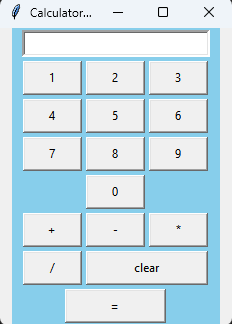 Calculator...
1 2 3
4 5 6
7 8 9
0
+ - *
/ clear
=